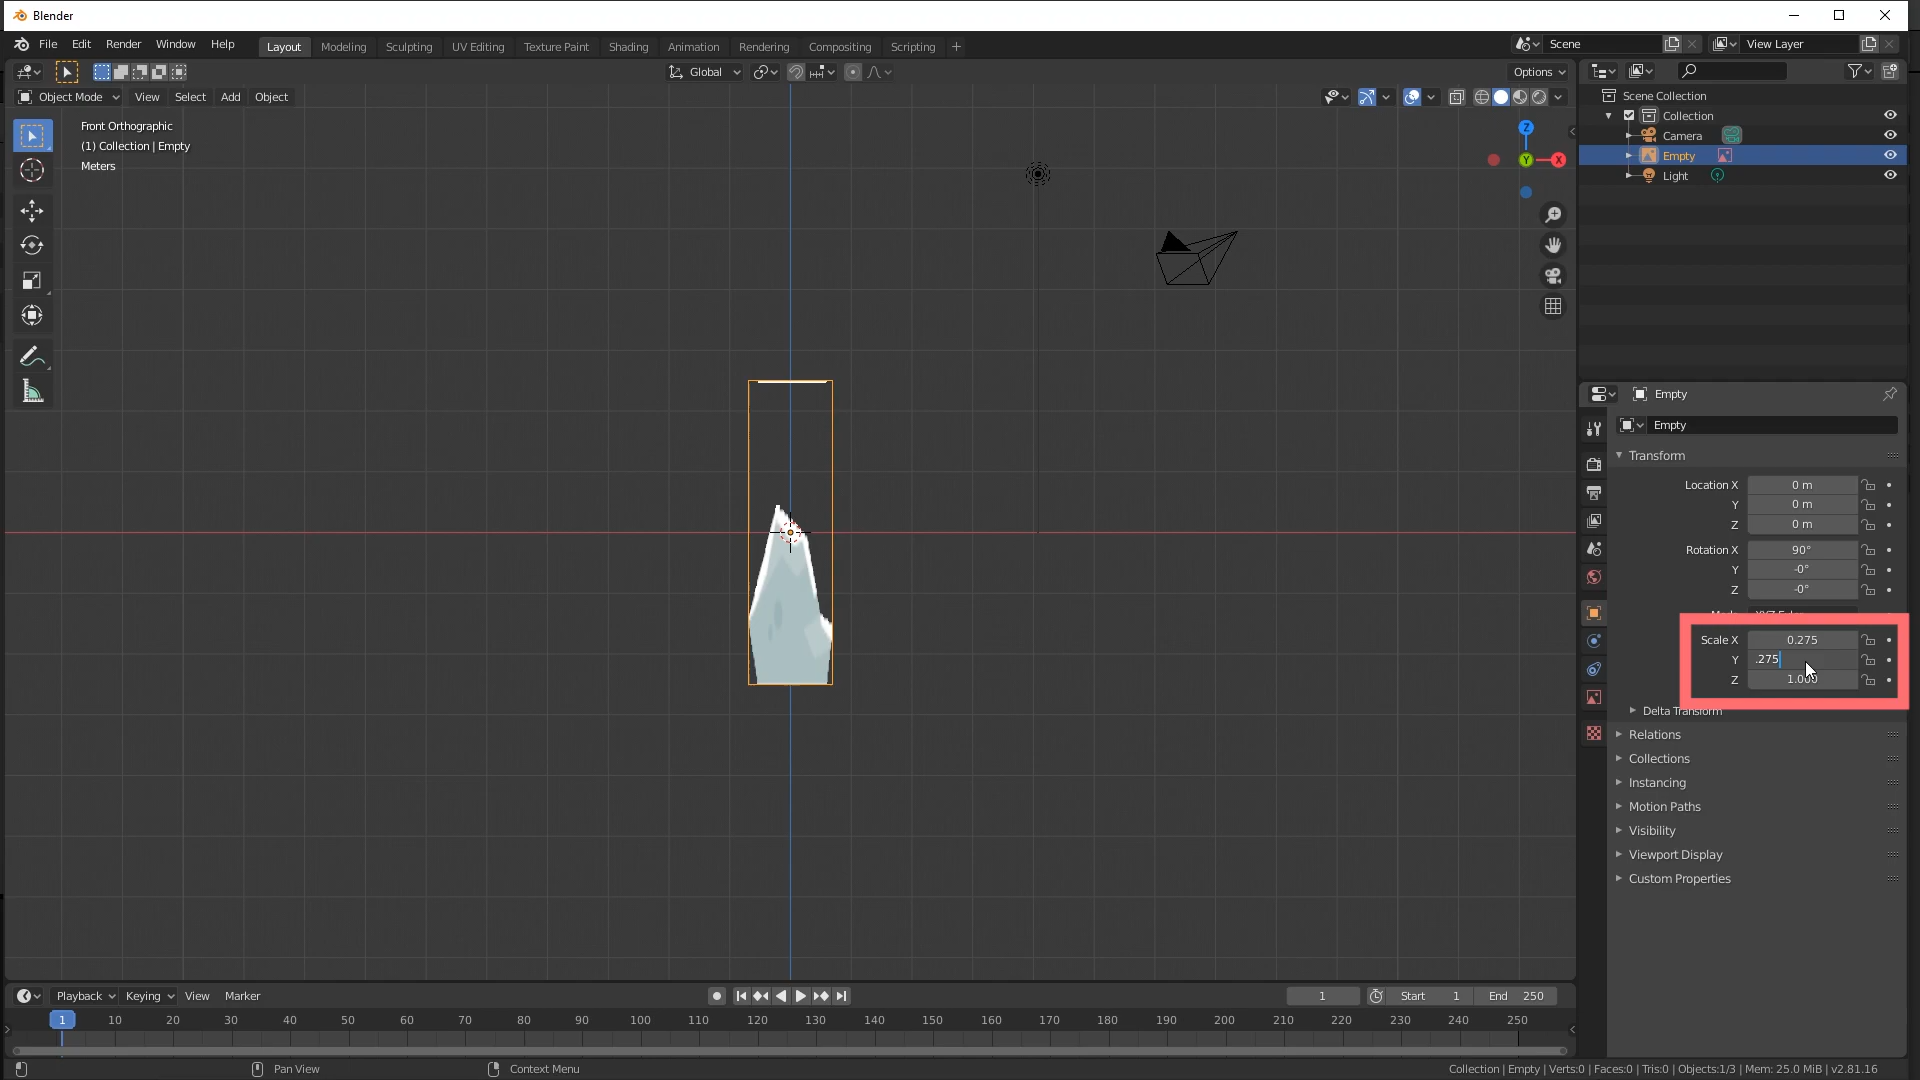 Blender
File Edit Render Window Help Layout Modeling Sculpting UV Editing Texture Paint Shading Animation Rendering Compositing Scripting + Scene View Layer
Global Options
Object Mode View Select Add Object
Front Orthographic
(1) Collection | Empty
Meters
Z
Y
X
Scene Collection
Collection
Camera
Empty
Light
Empty
Empty
Transform
Location X 0 m
Y 0 m
Z 0 m
Rotation X 90°
Y -0°
Z -0°
Scale X 0.275
Y .275
Z 1.000
Delta Transform
Relations
Collections
Instancing
Motion Paths
Visibility
Viewport Display
Custom Properties
Playback Keying View Marker 1 Start 1 End 250
1 10 20 30 40 50 60 70 80 90 100 110 120 130 140 150 160 170 180 190 200 210 220 230 240 250
Pan View Context Menu Collection | Empty | Verts:0 | Faces:0 | Tris:0 | Objects:1/3 | Mem: 25.0 MiB | v2.81.16